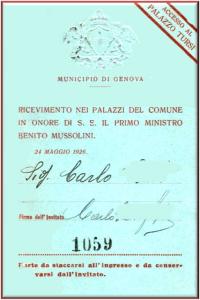 ACCESSO AL
PALAZZO TURSI
MUNICIPIO DI GENOVA
RICEVIMENTO NEI PALAZZI DEL COMUNE
IN ONORE DI S. E. IL PRIMO MINISTRO
BENITO MUSSOLINI.
24 MAGGIO 1926.
Sig. Carlo
Firma dell'Invitato
Carlo
1059
Parte da staccarsi all'ingresso e da conser-
varsi dall'invitato.